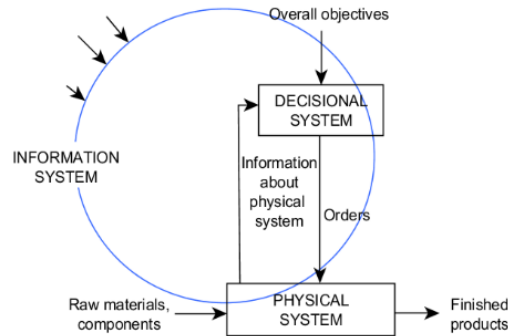 Overall objectives
DECISIONAL
SYSTEM
INFORMATION
SYSTEM
Information
about
physical
system
Orders
Raw materials,
components
PHYSICAL
SYSTEM
Finished
products